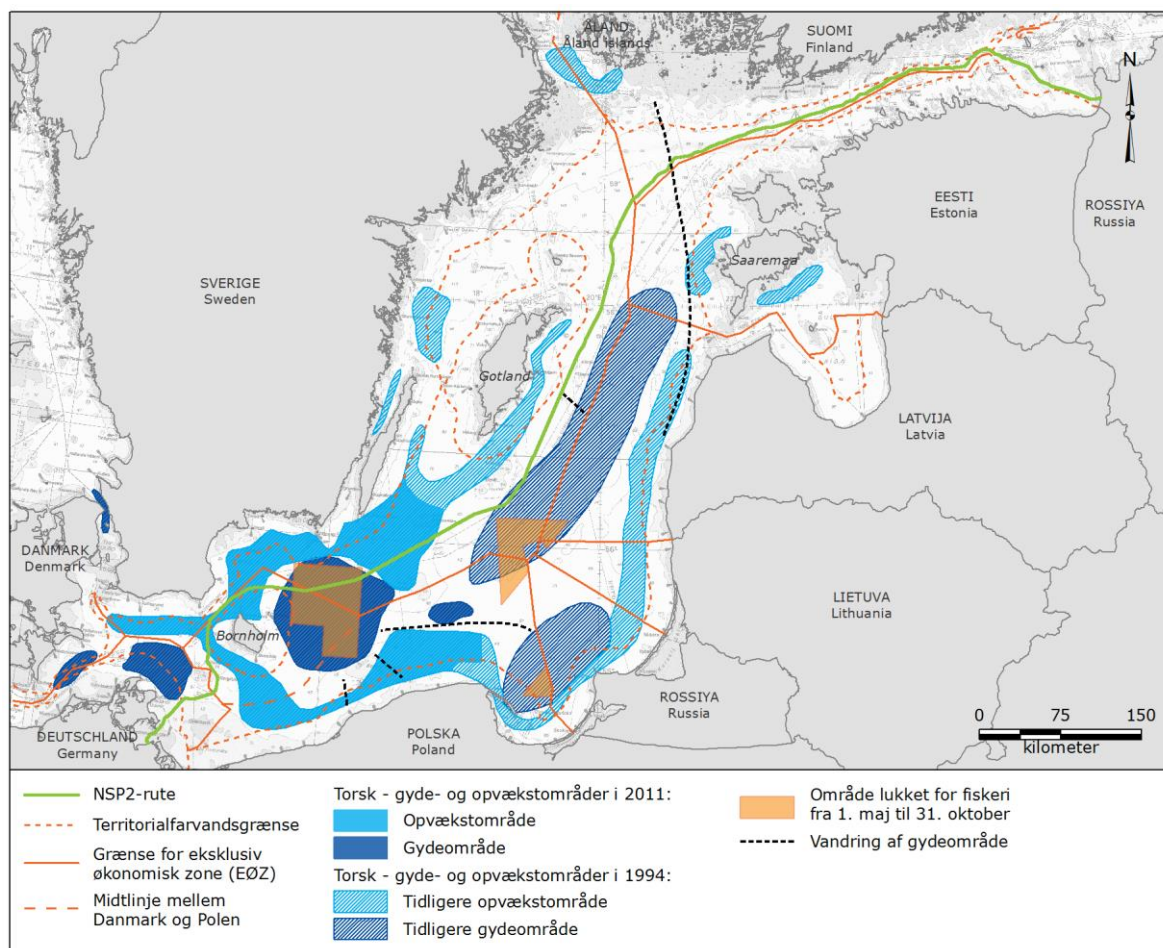 ÅLAND
Åland Islands
SUOMI
Finland
N
EESTI
Estonia
ROSSIYA
Russia
SVERIGE
Sweden
Saaremaa
Gotland
LATVIJA
Latvia
DANMARK
Denmark
LIETUVA
Lithuania
Bornholm
ROSSIYA
Russia
DEUTSCHLAND
Germany
POLSKA
Poland
0 75 150
kilometer
NSP2-rute
Territorialfarvandsgrænse
Grænse for eksklusiv
økonomisk zone (EØZ)
Midtlinje mellem
Danmark og Polen
Torsk - gyde- og opvækstområder i 2011:
Opvækstområde
Gydeområde
Torsk - gyde- og opvækstområder i 1994:
Tidligere opvækstområde
Tidligere gydeområde
Område lukket for fiskeri
fra 1. maj til 31. oktober
Vandring af gydeområde